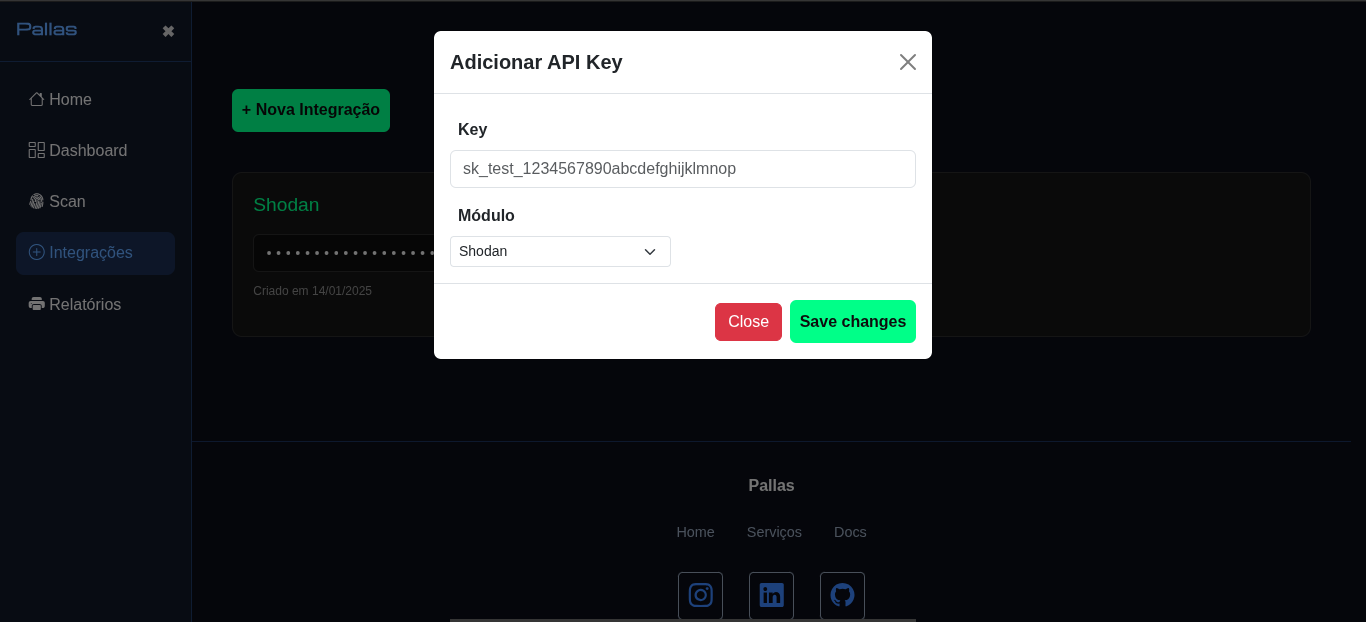 Pallas
Home
Dashboard
Scan
Integrações
Relatórios
+ Nova Integração
Shodan
Criado em 14/01/2025
Adicionar API Key
Key
sk_test_1234567890abcdefghijklmnop
Módulo
Shodan
Close
Save changes
Pallas
Home Serviços Docs
in